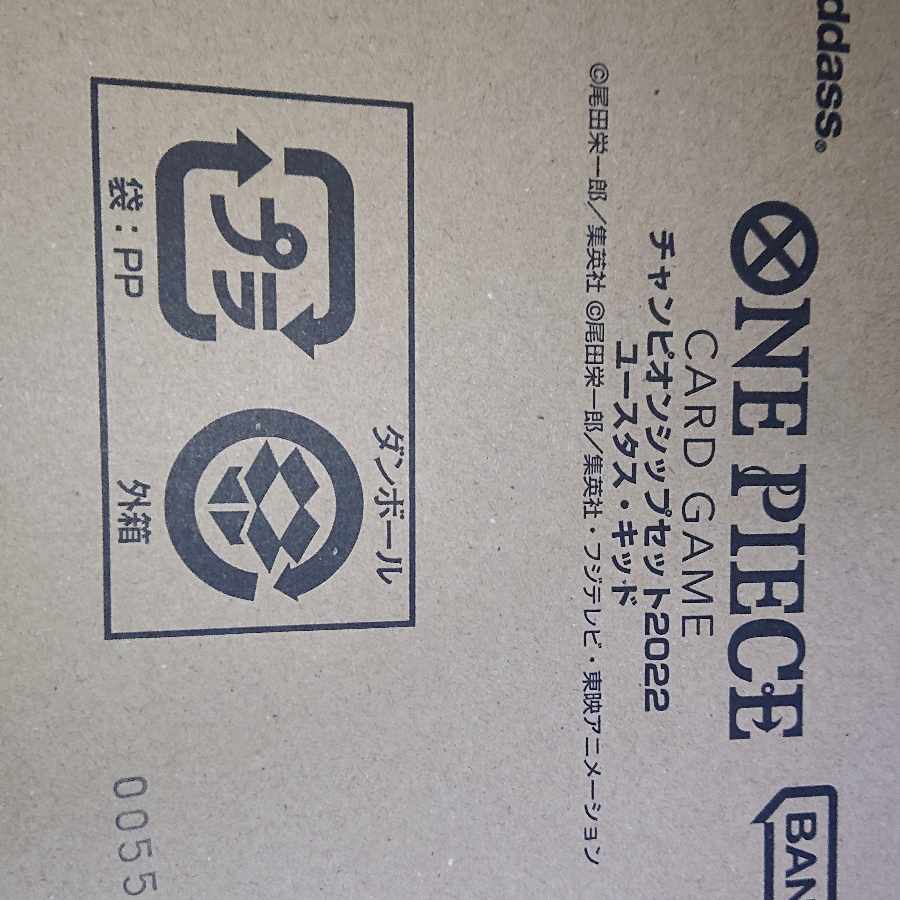 ddass®
ONE PIECE
CARD GAME
チャンピオンシップセット2022
ユースタス・キッド
©尾田栄一郎／集英社 ©尾田栄一郎／集英社・フジテレビ・東映アニメーション
BAN
ダンボール
外箱
プラ
袋：PP
0055